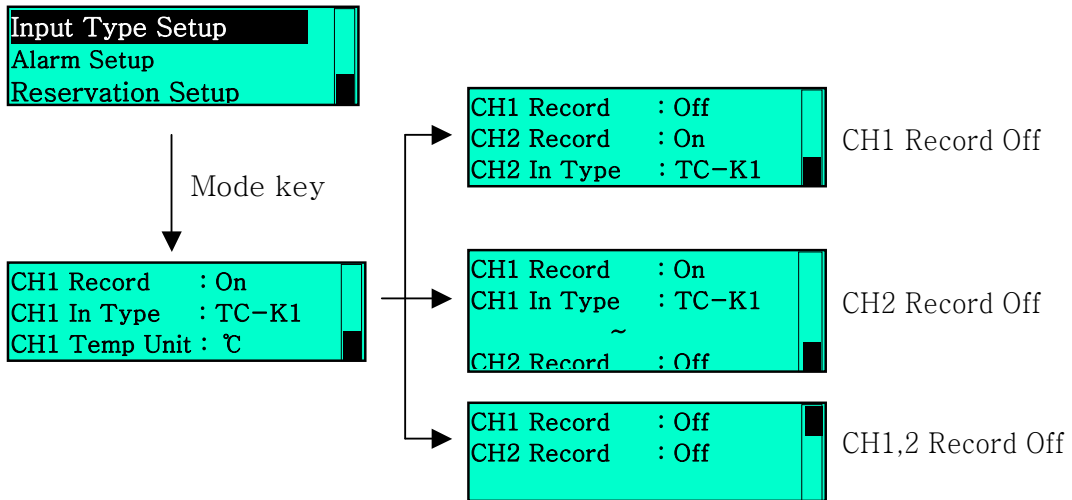 Input Type Setup
Alarm Setup
Reservation Setup
Mode key
CH1 Record : On
CH1 In Type : TC-K1
CH1 Temp Unit : ℃
CH1 Record : Off
CH2 Record : On
CH2 In Type : TC-K1
CH1 Record Off
CH1 Record : On
CH1 In Type : TC-K1
~
CH2 Record : Off
CH2 Record Off
CH1 Record : Off
CH2 Record : Off
CH1,2 Record Off